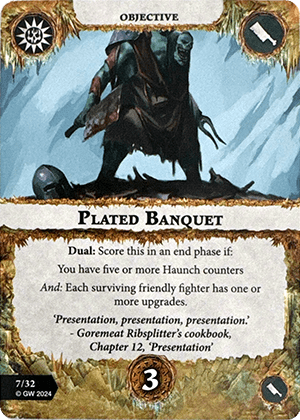 OBJECTIVE
PLATED BANQUET
Dual: Score this in an end phase if:
You have five or more Haunch counters
And: Each surviving friendly fighter has one or
more upgrades.
'Presentation, presentation, presentation.'
- Goremeat Ribsplitter's cookbook,
Chapter 12, 'Presentation'
7/32
© GW 2024
3